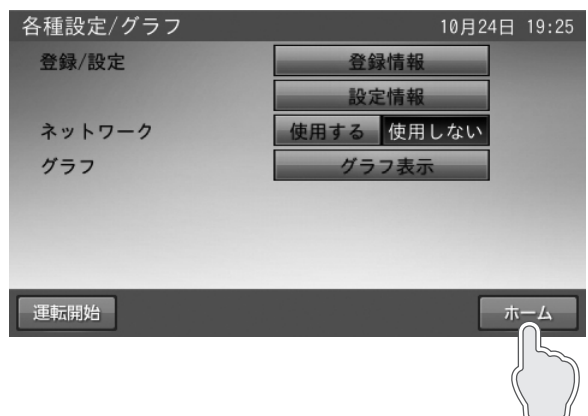 各種設定/グラフ 10月24日 19:25
登録/設定 登録情報
設定情報
ネットワーク 使用する 使用しない
グラフ グラフ表示
運転開始 ホーム